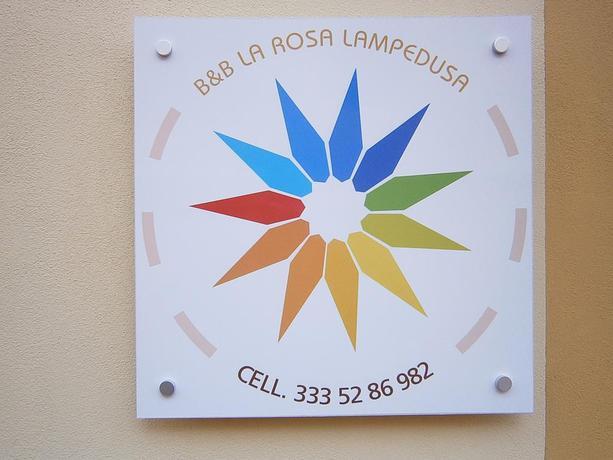 B&B LA ROSA LAMPEDUSA
CELL. 333 52 86 982